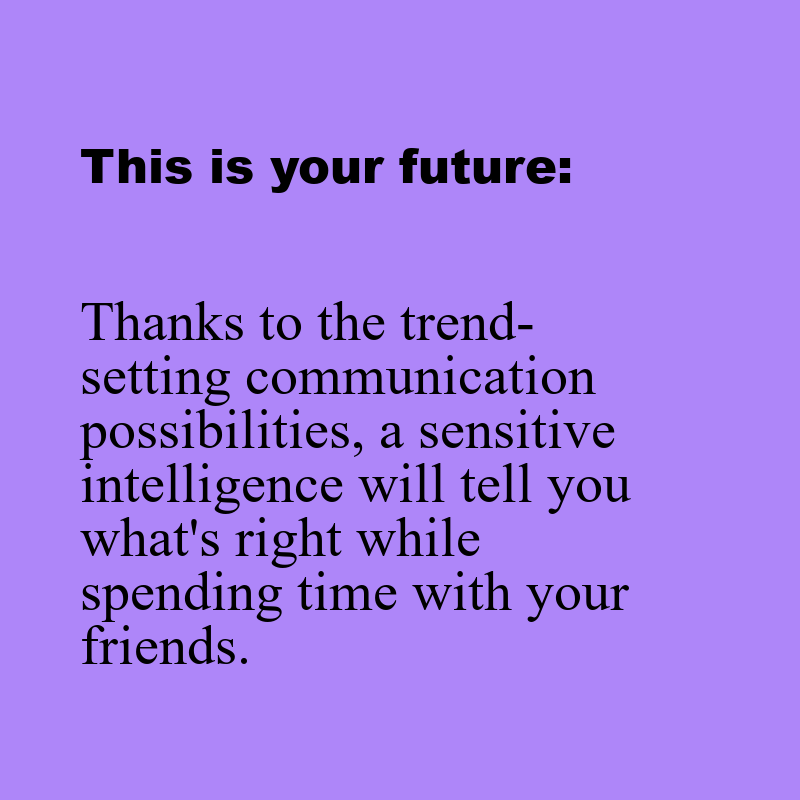 This is your future:
Thanks to the trend-
setting communication
possibilities, a sensitive
intelligence will tell you
what's right while
spending time with your
friends.